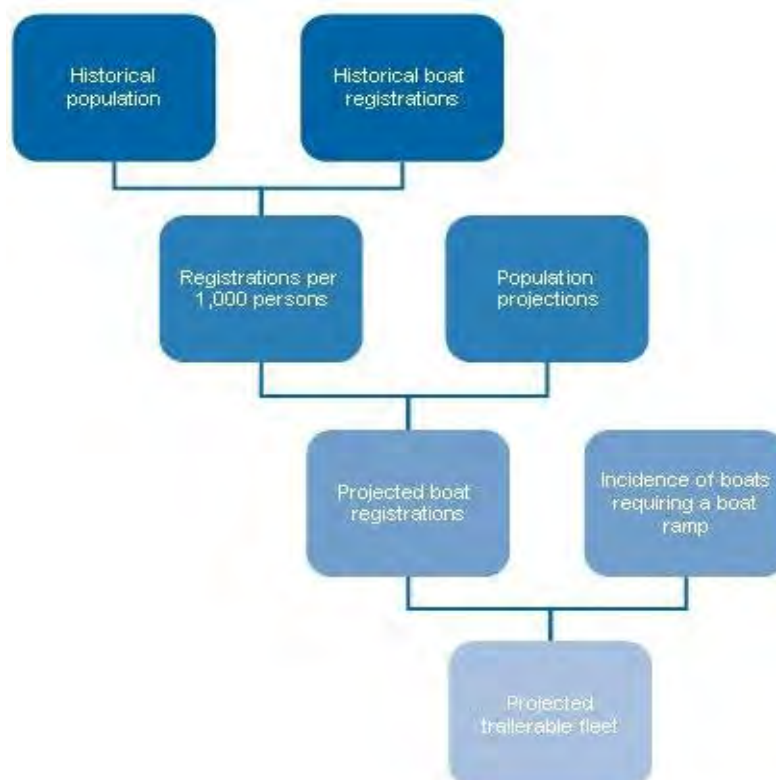 Historical
population
Historical boat
registrations
Registrations per
1,000 persons
Population
projections
Projected boat
registrations
Incidence of boats
requiring a boat
ramp
Projected
trailerable fleet